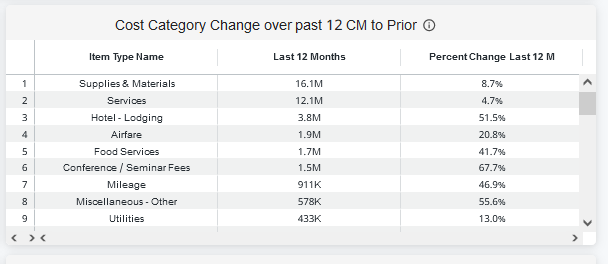 Cost Category Change over past 12 CM to Prior
Item Type Name Last 12 Months Percent Change Last 12 M
1 Supplies & Materials 16.1M 8.7%
2 Services 12.1M 4.7%
3 Hotel - Lodging 3.8M 51.5%
4 Airfare 1.9M 20.8%
5 Food Services 1.7M 41.7%
6 Conference / Seminar Fees 1.5M 67.7%
7 Mileage 911K 46.9%
8 Miscellaneous - Other 578K 55.6%
9 Utilities 433K 13.0%